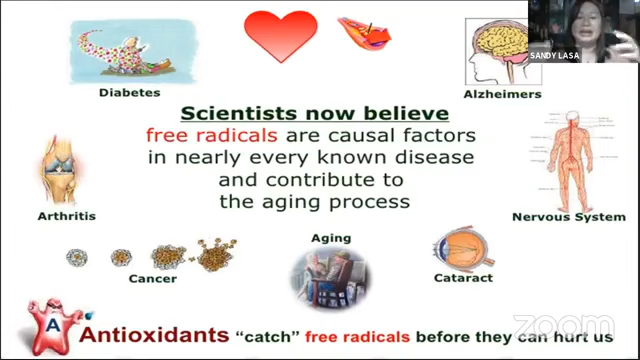 SANDY LASA
Diabetes
Alzheimers
Scientists now believe
free radicals are causal factors
in nearly every known disease
and contribute to
the aging process
Arthritis
Nervous System
Aging
Cancer
Cataract
A
Antioxidants "catch" free radicals before they can hurt us
zoom